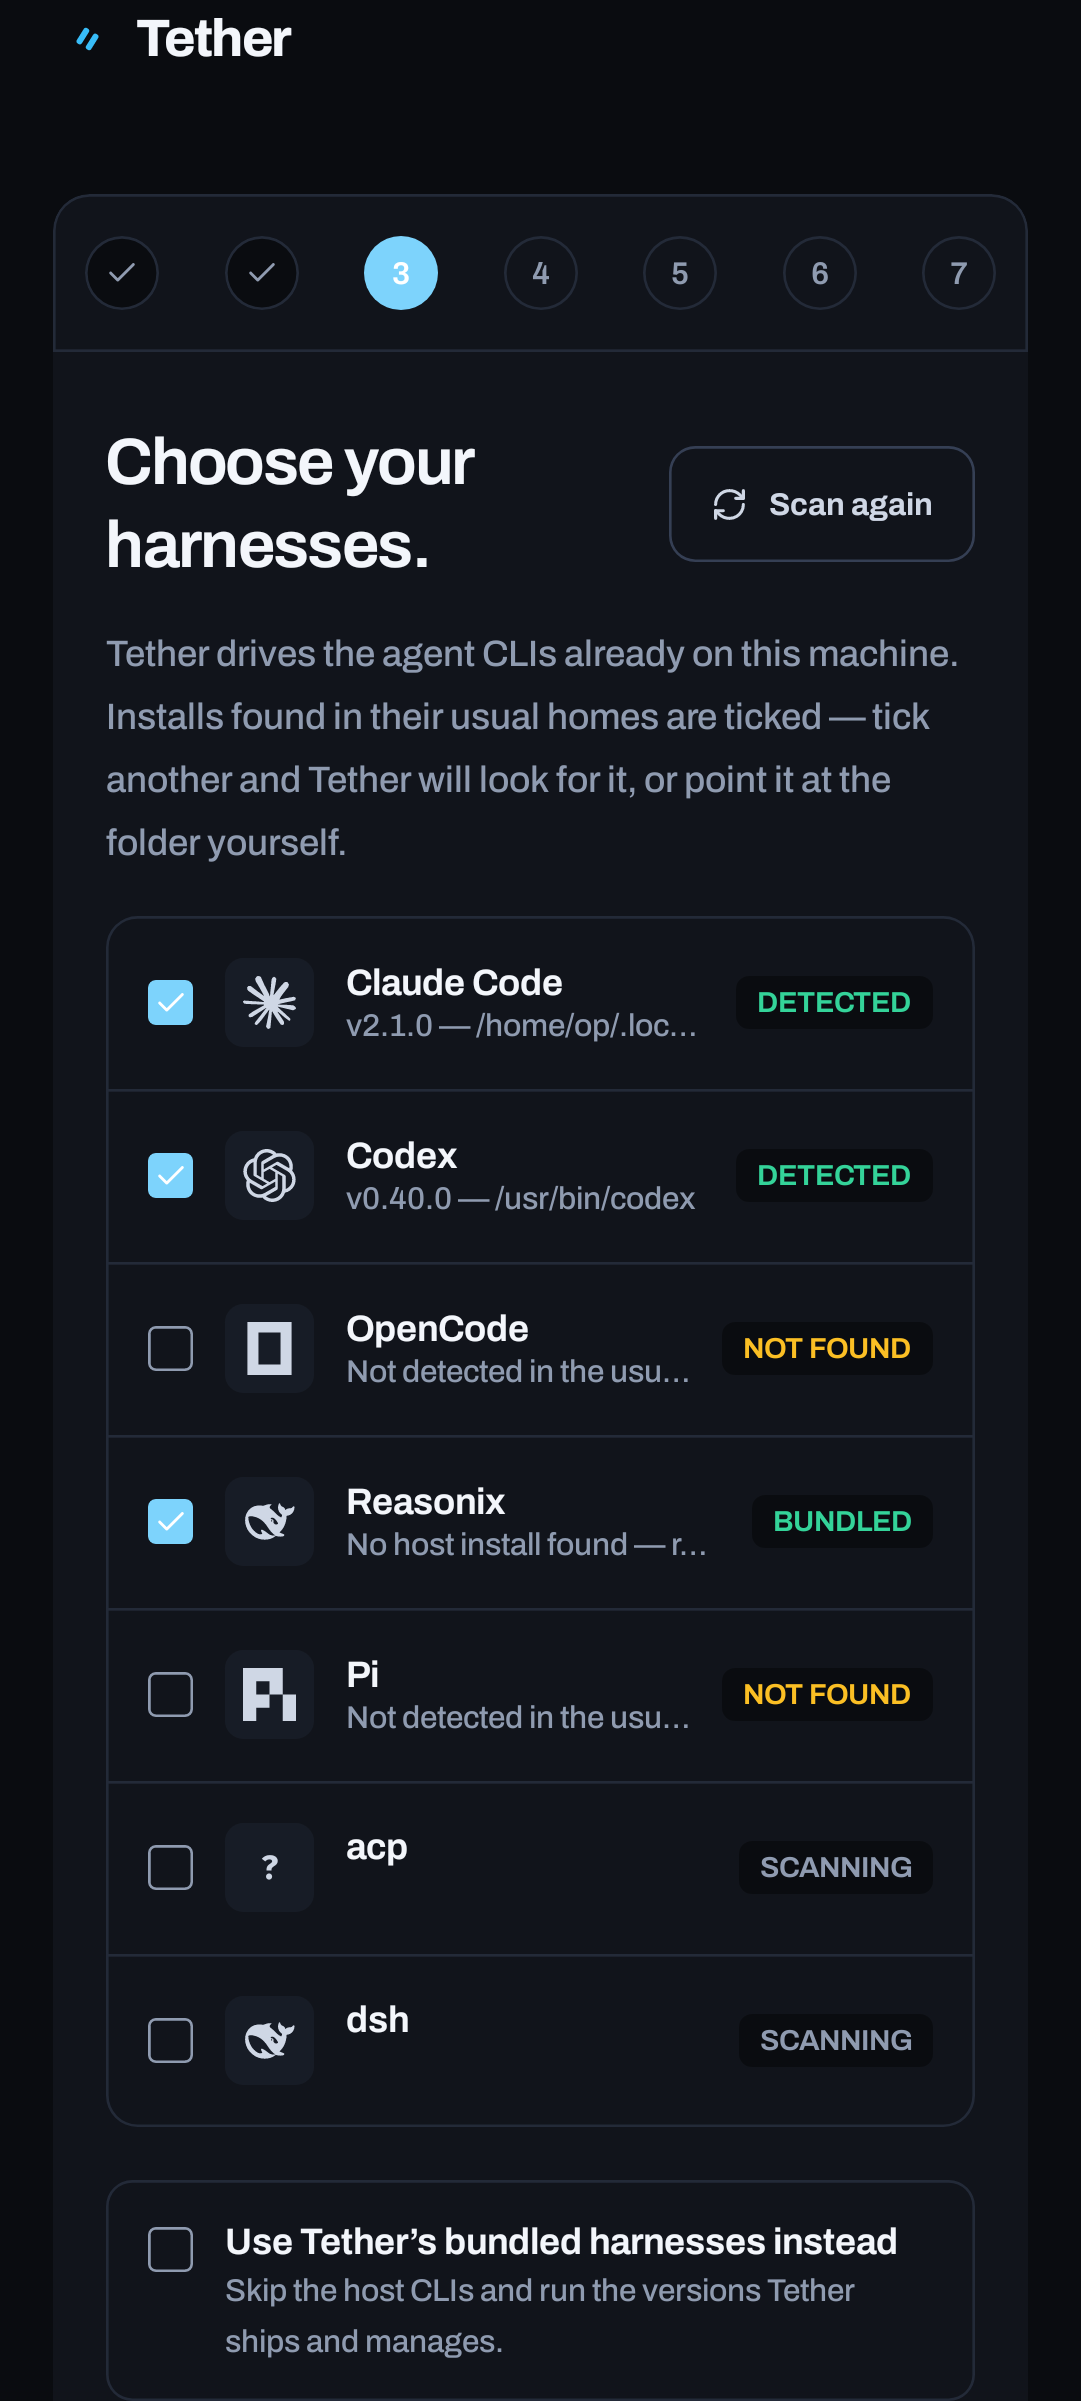 Tether
3 4 5 6 7
Choose your
harnesses.
Scan again
Tether drives the agent CLIs already on this machine.
Installs found in their usual homes are ticked — tick
another and Tether will look for it, or point it at the
folder yourself.
Claude Code
v2.1.0 — /home/op/.loc...
DETECTED
Codex
v0.40.0 — /usr/bin/codex
DETECTED
OpenCode
Not detected in the usu...
NOT FOUND
Reasonix
No host install found — r...
BUNDLED
Pi
Not detected in the usu...
NOT FOUND
?
acp
SCANNING
dsh
SCANNING
Use Tether’s bundled harnesses instead
Skip the host CLIs and run the versions Tether
ships and manages.